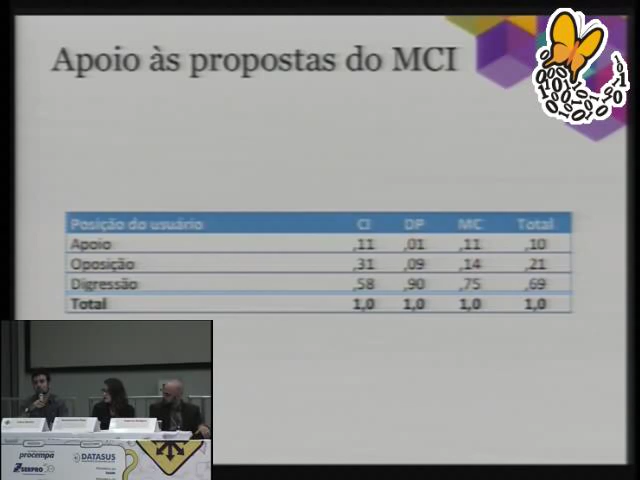 Apoio às propostas do MCI
Posição do usuário CI DP MC Total
Apoio ,11 ,01 ,11 ,10
Oposição ,31 ,09 ,14 ,21
Digressão ,58 ,90 ,75 ,69
Total 1,0 1,0 1,0 1,0
procempa
SERPRO
DATASUS